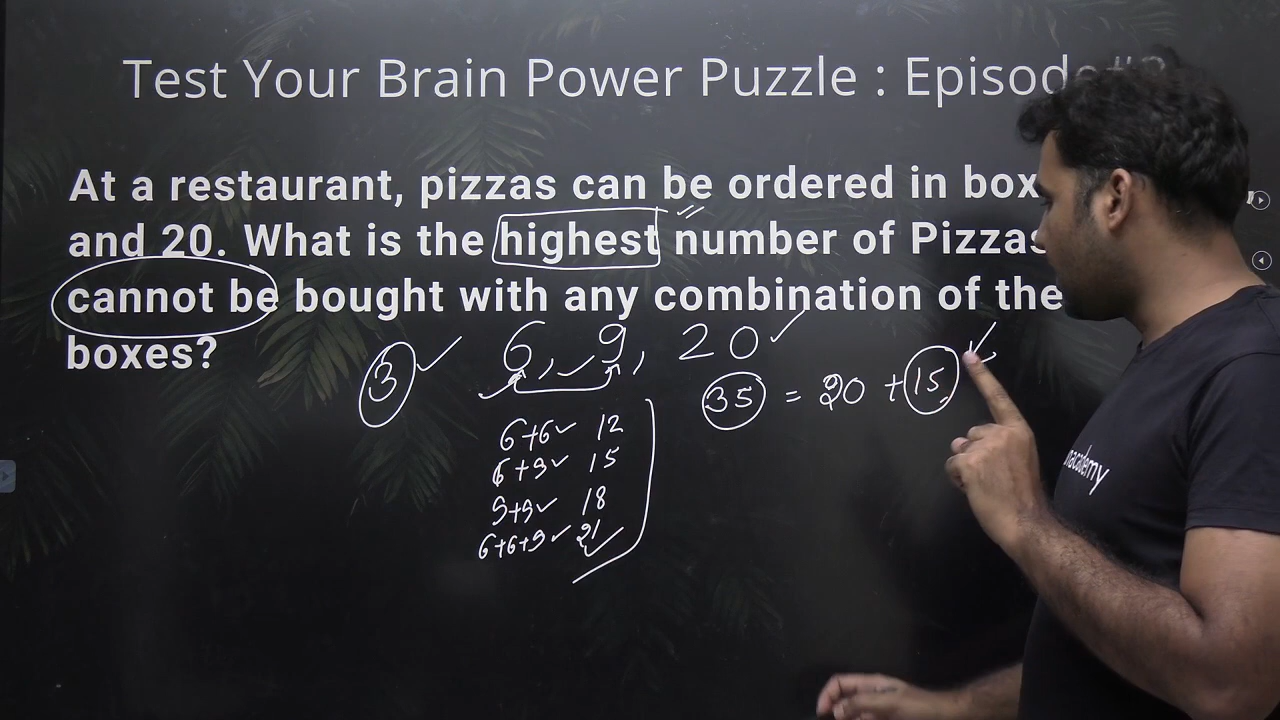 Test Your Brain Power Puzzle : Episode
At a restaurant, pizzas can be ordered in
and 20. What is the highest number of Pizzas
cannot be bought with any combination of the
boxes?
3 6, 9, 20
35 = 20 + 15
6+6 12
6+9 15
9+9 18
6+6+9 21
unacademy